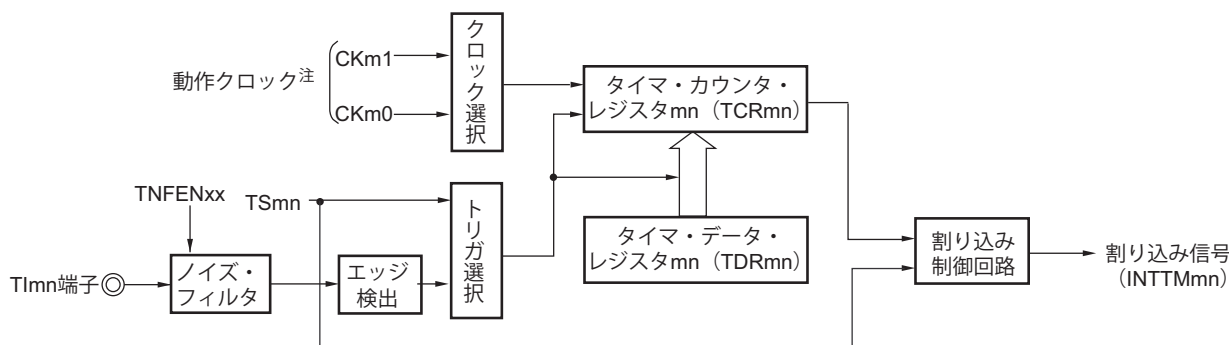 動作クロック注
CKm1
CKm0
クロック選択
タイマ・カウンタ・
レジスタmn（TCRmn）
TNFENxx
TSmn
トリガ選択
タイマ・データ・
レジスタmn（TDRmn）
TImn端子
ノイズ・
フィルタ
エッジ
検出
割り込み
制御回路
割り込み信号
（INTTMmn）